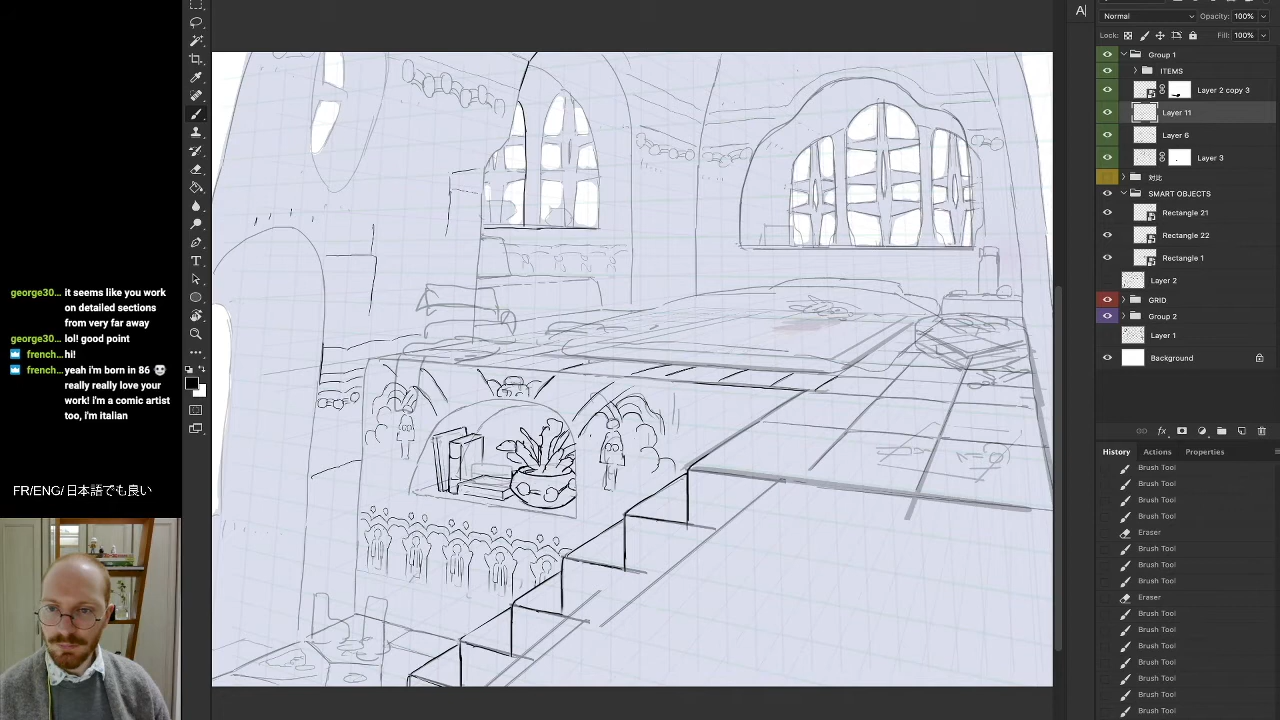 A
Normal
Opacity: 100%
Lock:
Fill: 100%
Group 1
ITEMS
Layer 2 copy 3
Layer 11
Layer 6
Layer 3
对比
SMART OBJECTS
Rectangle 21
Rectangle 22
Rectangle 1
Layer 2
GRID
Group 2
Layer 1
Background
fx
History Actions Properties
Brush Tool
Brush Tool
Brush Tool
Brush Tool
Eraser
Brush Tool
Brush Tool
Brush Tool
Eraser
Brush Tool
Brush Tool
Brush Tool
Brush Tool
Brush Tool
Brush Tool
Brush Tool
george30... it seems like you work
on detailed sections
from very far away
george30... lol! good point
french... hi!
french... yeah i'm born in 86
really really love your
work! i'm a comic artist
too, i'm italian
FR/ENG/日本語でも良い